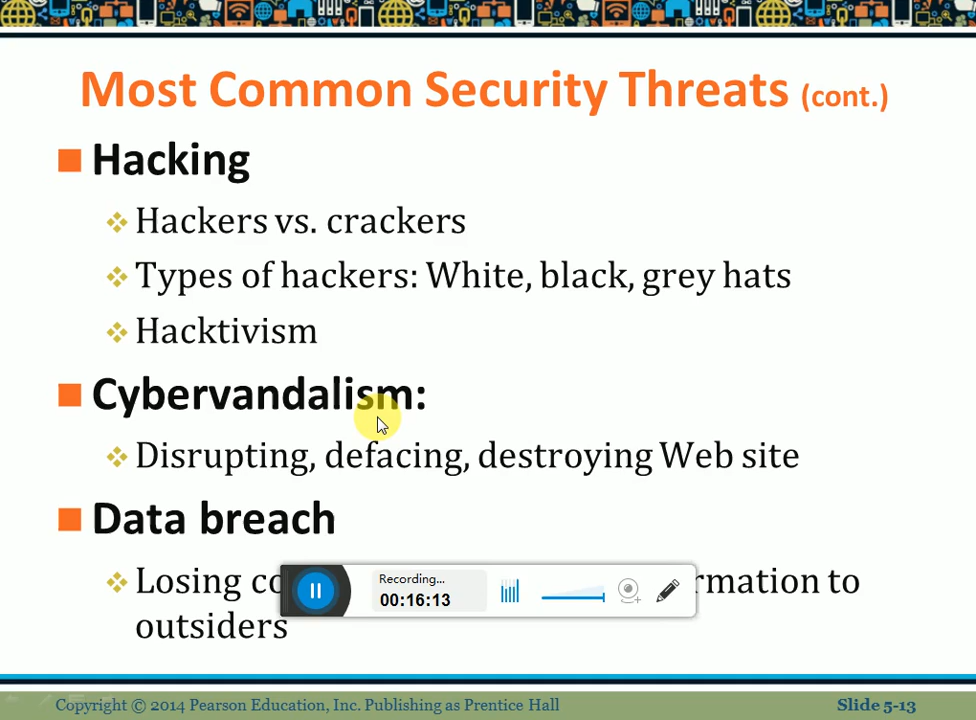 Most Common Security Threats (cont.)
Hacking
Hackers vs. crackers
Types of hackers: White, black, grey hats
Hacktivism
Cybervandalism:
Disrupting, defacing, destroying Web site
Data breach
Losing to
outsiders
Recording...
00:16:13
Copyright © 2014 Pearson Education, Inc. Publishing as Prentice Hall Slide 5-13